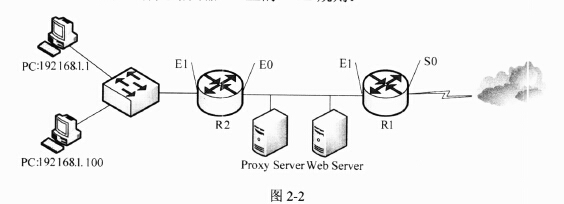 PC:192168.1.1
E1
E0
E1
S0
R2
R1
PC:192168.1.100
Proxy Server
Web Server
图 2-2